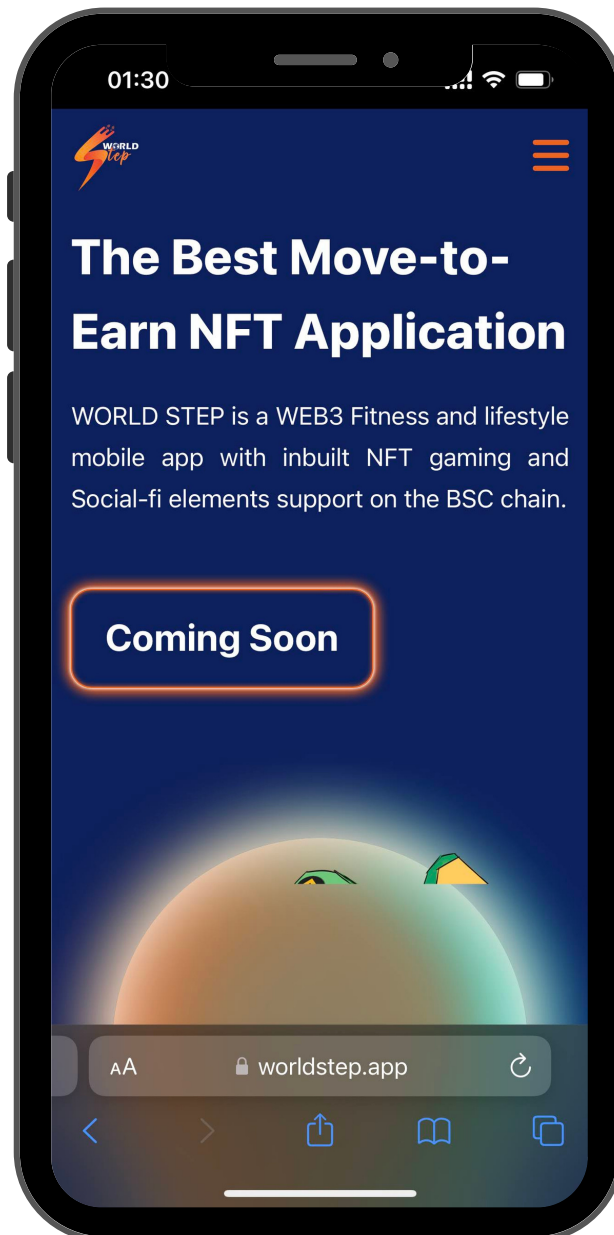 01:30
WORLD
Step
The Best Move-to-
Earn NFT Application
WORLD STEP is a WEB3 Fitness and lifestyle
mobile app with inbuilt NFT gaming and
Social-fi elements support on the BSC chain.
Coming Soon
AA worldstep.app